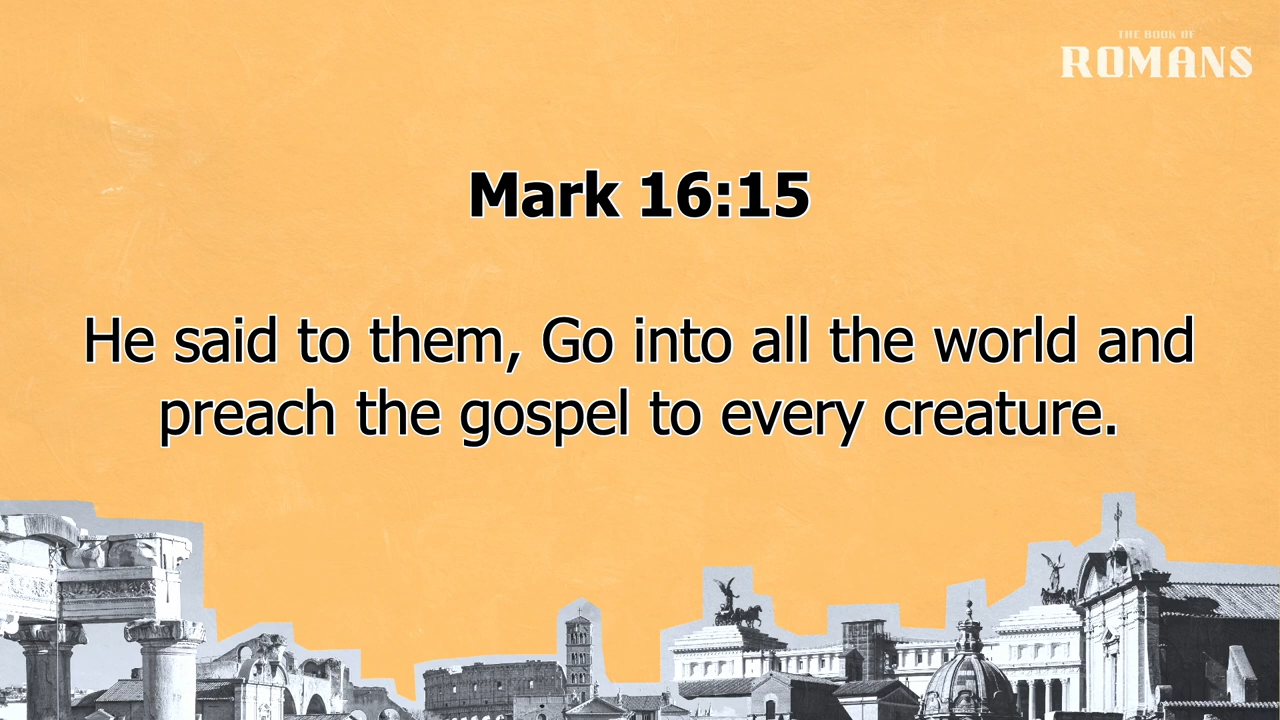 THE BOOK OF
ROMANS
Mark 16:15
He said to them, Go into all the world and
preach the gospel to every creature.